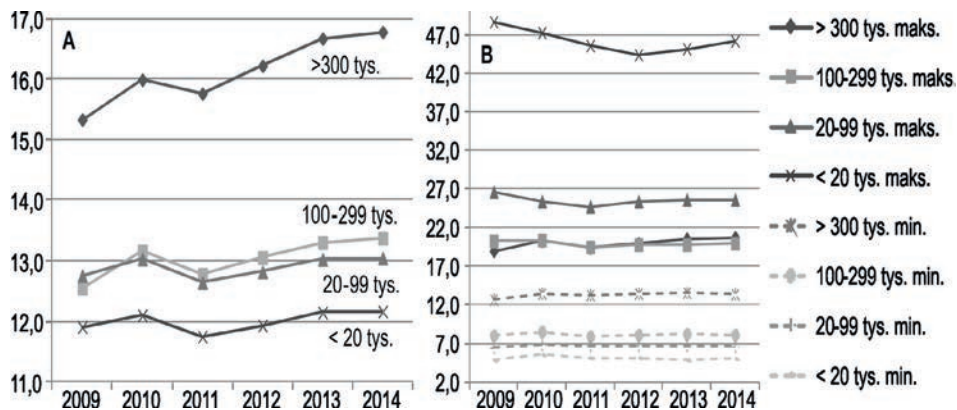 A
17,0
16,0
15,0
14,0
13,0
12,0
11,0
>300 tys.
100-299 tys.
20-99 tys.
< 20 tys.
2009 2010 2011 2012 2013 2014
B
47,0
42,0
37,0
32,0
27,0
22,0
17,0
12,0
7,0
2,0
2009 2010 2011 2012 2013 2014
> 300 tys. maks.
100-299 tys. maks.
20-99 tys. maks.
< 20 tys. maks.
> 300 tys. min.
100-299 tys. min.
20-99 tys. min.
< 20 tys. min.